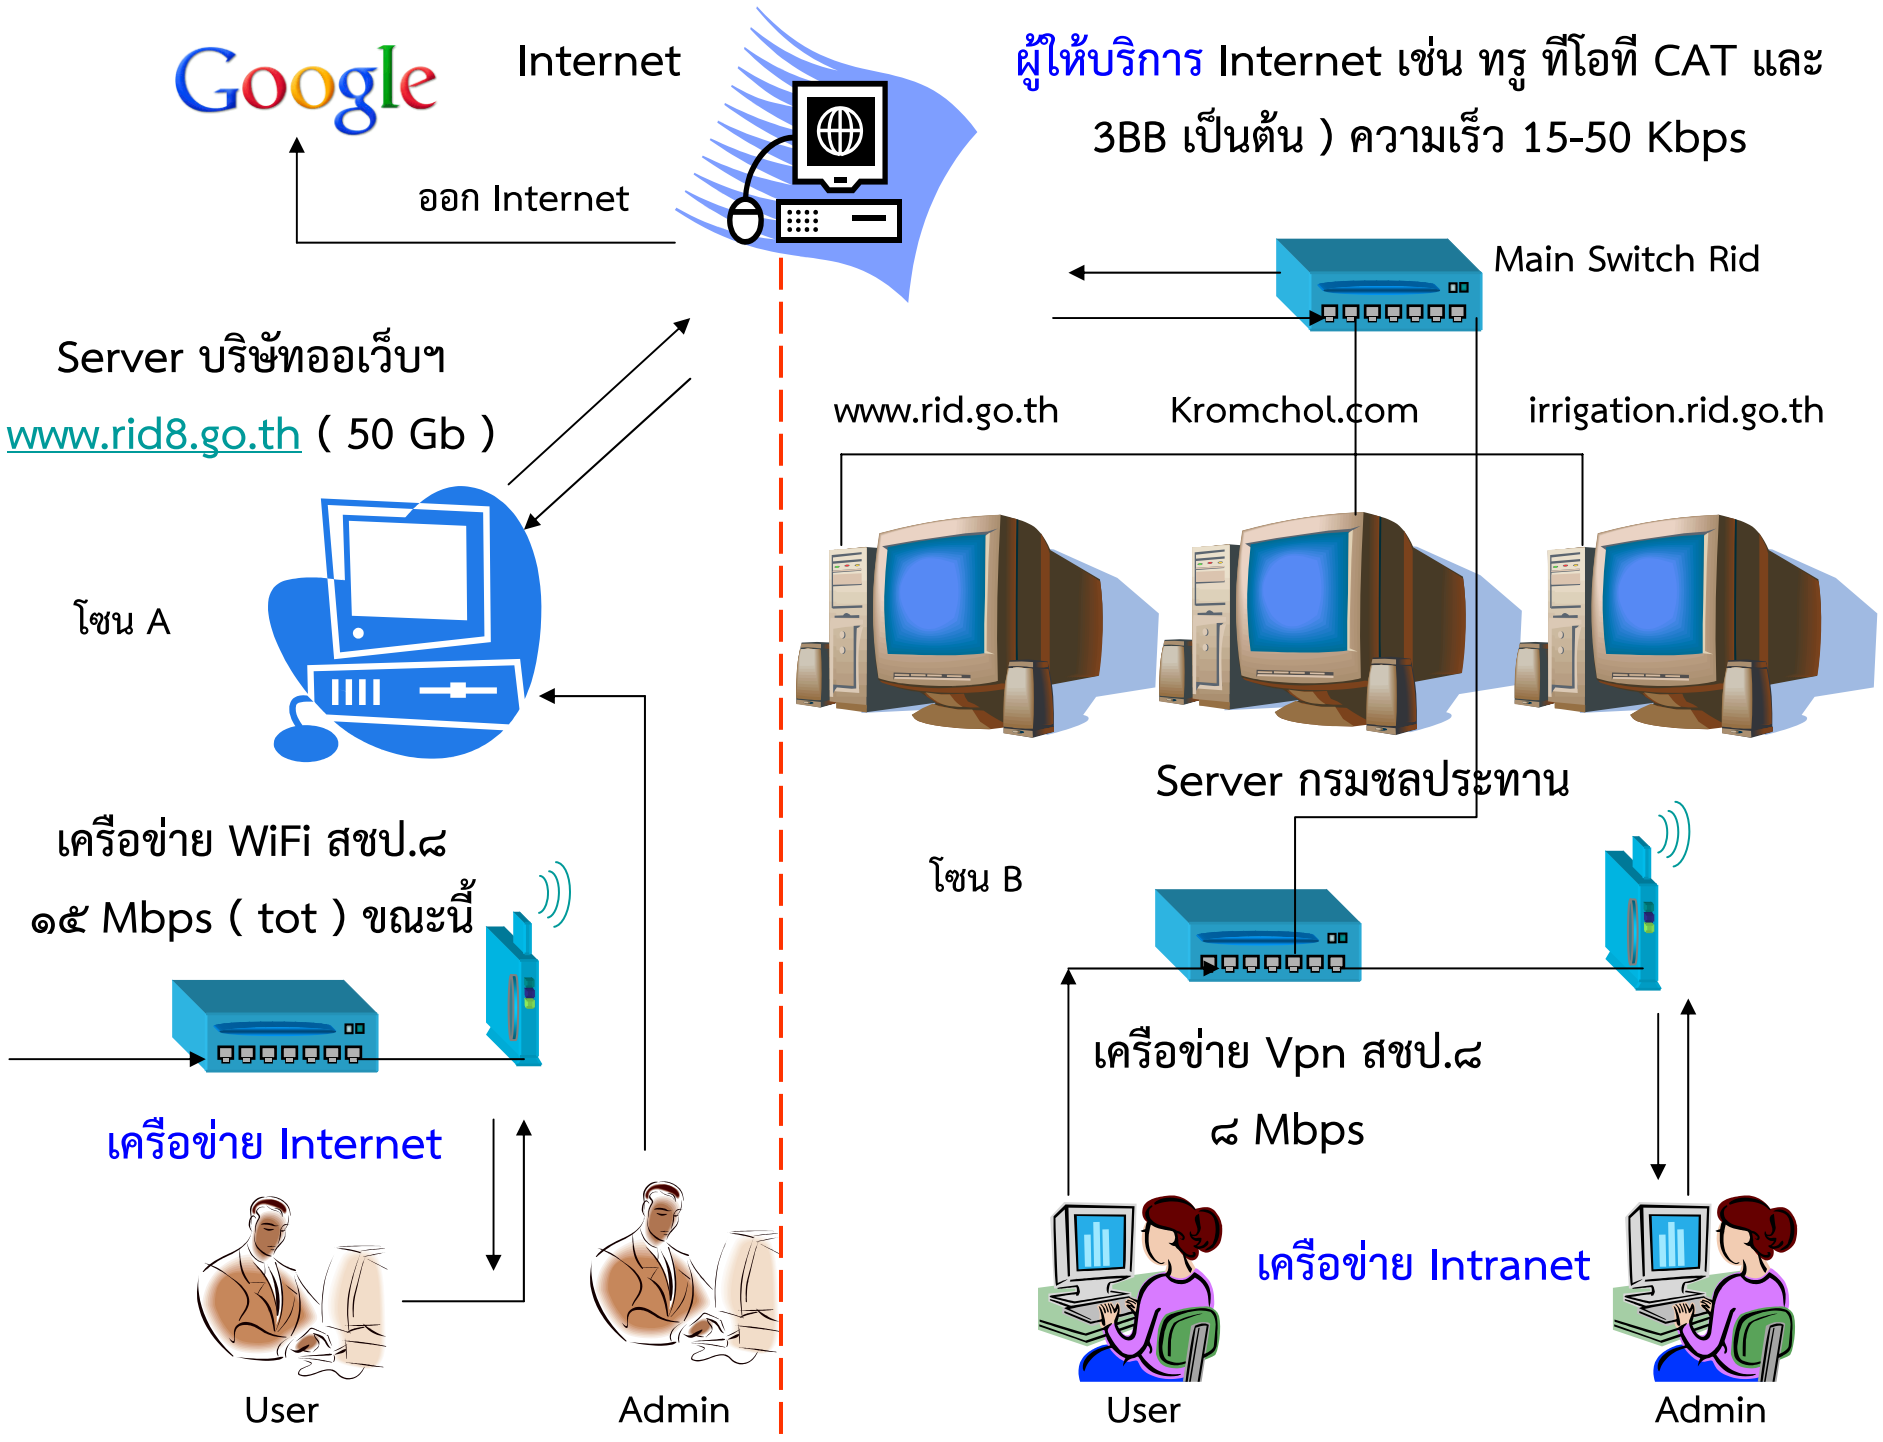 Google
Internet
ผู้ให้บริการ Internet เช่น ทรู ทีโอที CAT และ
3BB เป็นต้น ) ความเร็ว 15-50 Kbps
ออก Internet
Main Switch Rid
Server บริษัทออเว็บฯ
www.rid8.go.th ( 50 Gb )
www.rid.go.th
Kromchol.com
irrigation.rid.go.th
โซน A
Server กรมชลประทาน
เครือข่าย WiFi สชป.๘
๑๕ Mbps ( tot ) ขณะนี้
โซน B
เครือข่าย Vpn สชป.๘
๘ Mbps
เครือข่าย Internet
เครือข่าย Intranet
User
Admin
User
Admin